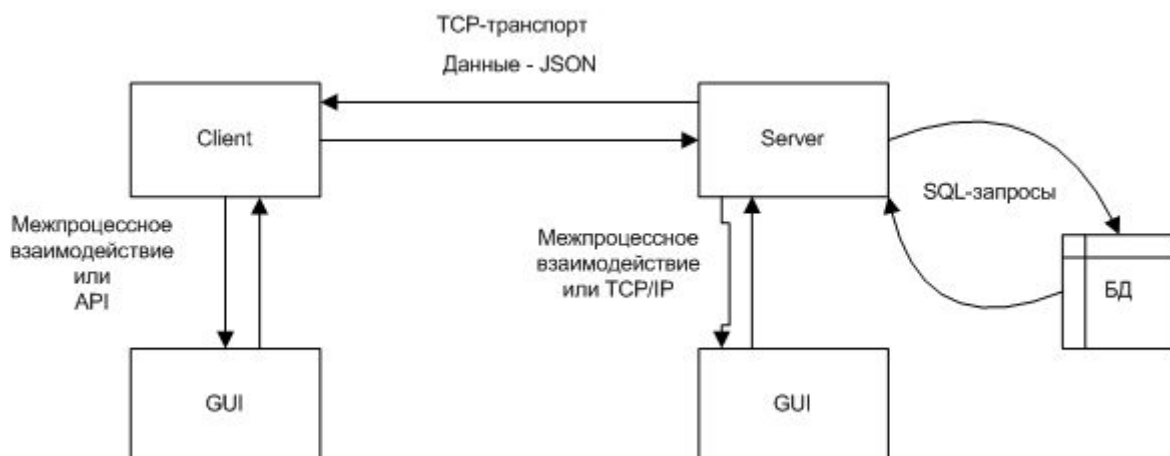 TCP-транспорт
Данные - JSON
Client
Server
SQL-запросы
Межпроцессное
взаимодействие
или
API
Межпроцессное
взаимодействие
или TCP/IP
БД
GUI
GUI